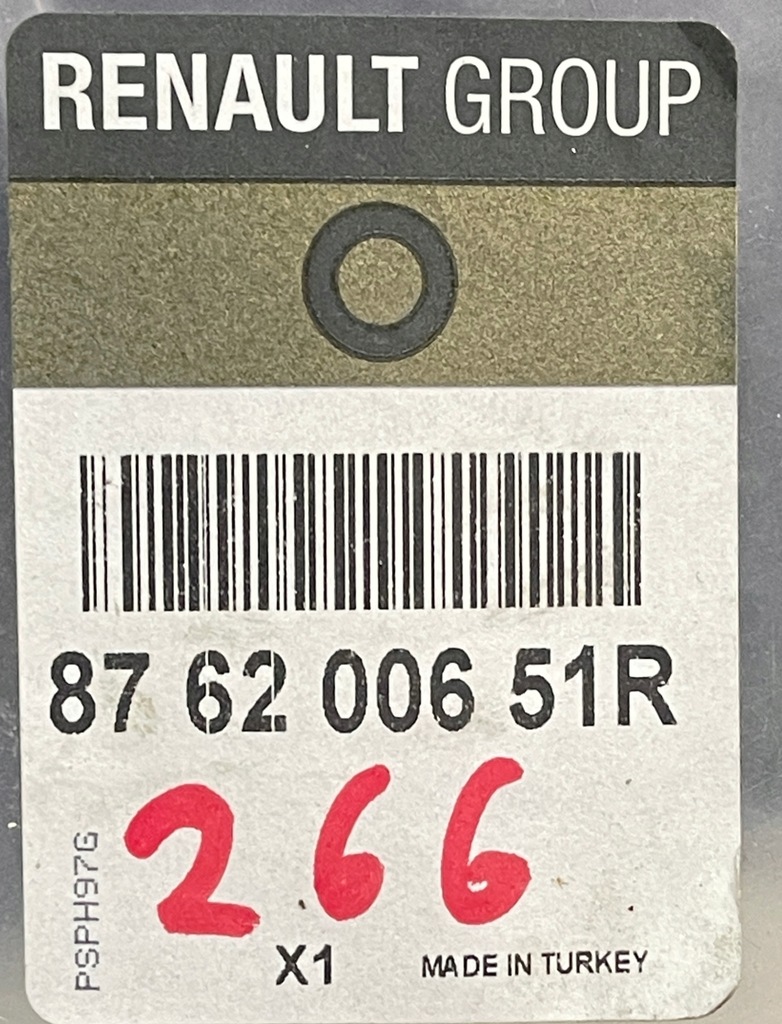 RENAULT GROUP
87 62 006 51R
266
PSPH97G
X1
MADE IN TURKEY